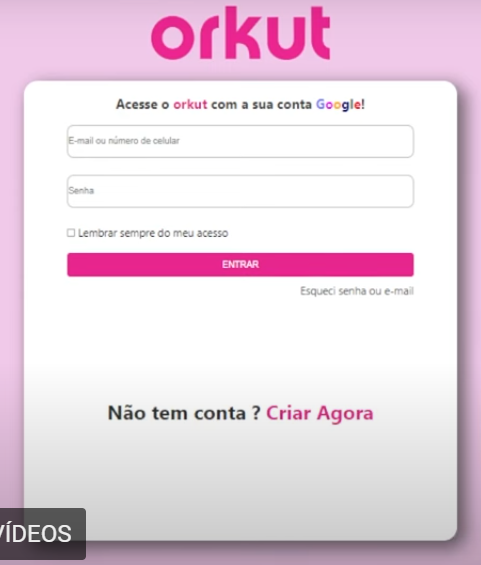 orkut
Acesse o orkut com a sua conta Google!
E-mail ou número de celular
Senha
Lembrar sempre do meu acesso
ENTRAR
Esqueci senha ou e-mail
Não tem conta ? Criar Agora
VÍDEOS